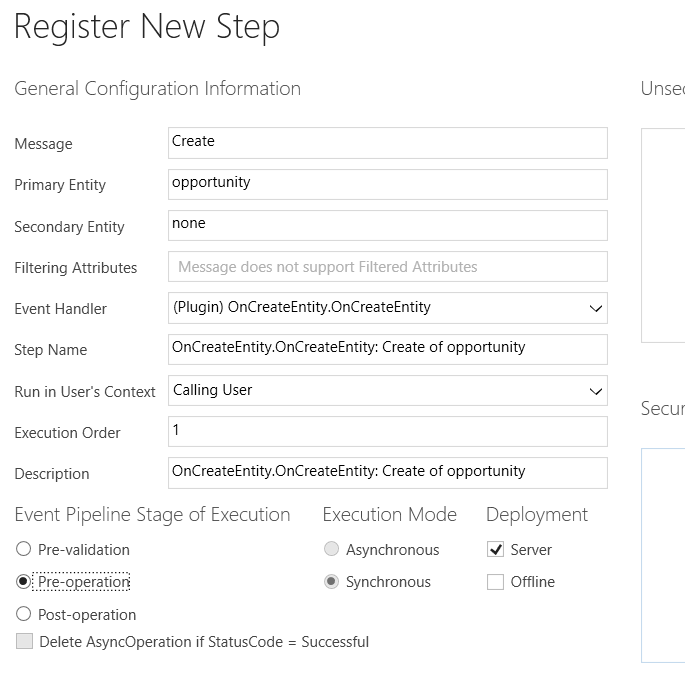 Register New Step
General Configuration Information
Message Create
Primary Entity opportunity
Secondary Entity none
Filtering Attributes Message does not support Filtered Attributes
Event Handler (Plugin) OnCreateEntity.OnCreateEntity
Step Name OnCreateEntity.OnCreateEntity: Create of opportunity
Run in User's Context Calling User
Execution Order 1
Description OnCreateEntity.OnCreateEntity: Create of opportunity
Event Pipeline Stage of Execution Execution Mode Deployment
Pre-validation Asynchronous Server
Pre-operation Synchronous Offline
Post-operation
Delete AsyncOperation if StatusCode = Successful